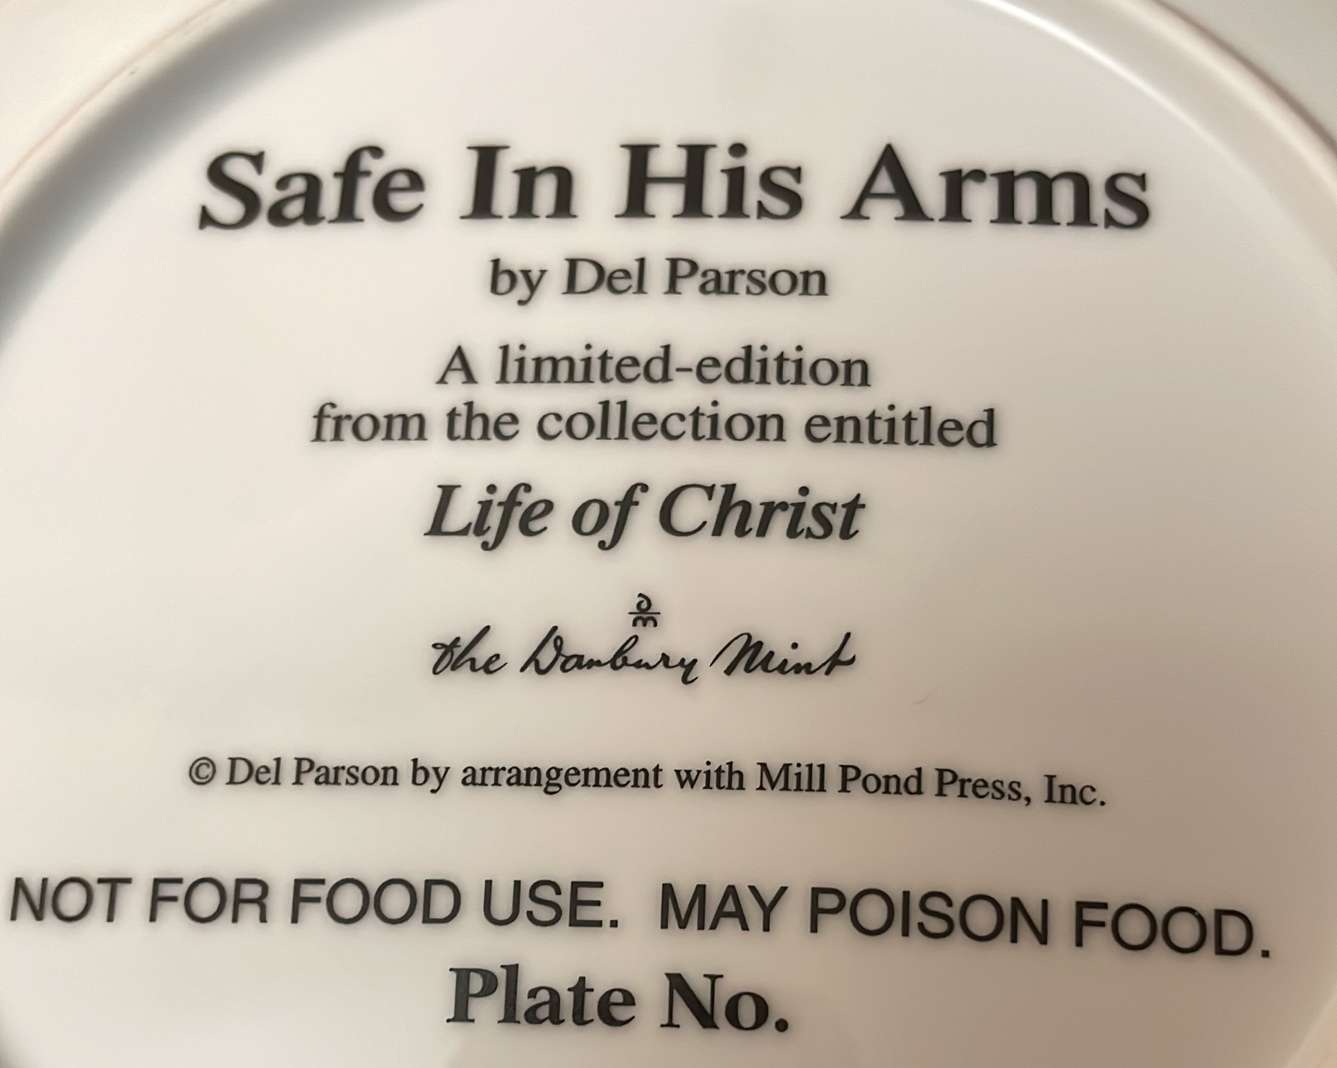 Safe In His Arms
by Del Parson
A limited-edition
from the collection entitled
Life of Christ
dm
the Danbury Mint
© Del Parson by arrangement with Mill Pond Press, Inc.
NOT FOR FOOD USE. MAY POISON FOOD.
Plate No.